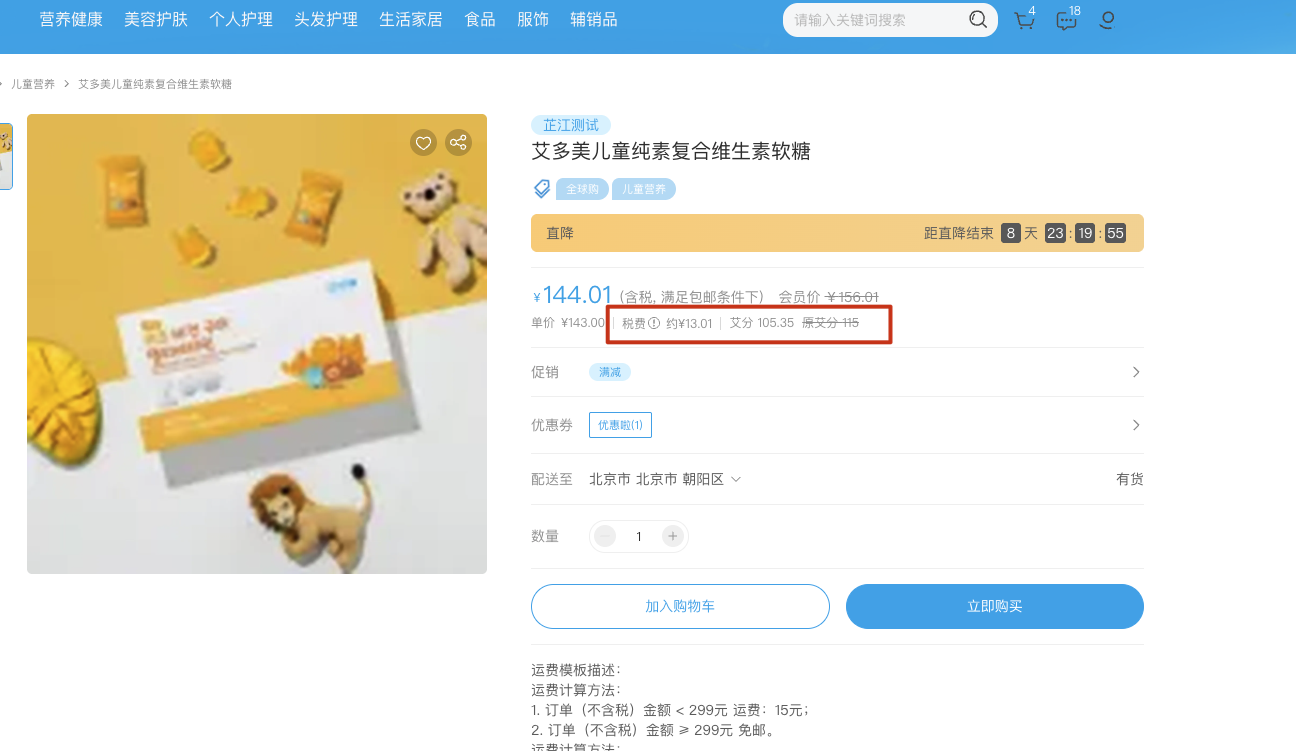 营养健康 美容护肤 个人护理 头发护理 生活家居 食品 服饰 辅销品 请输入关键词搜索 4 18
儿童营养 > 艾多美儿童纯素复合维生素软糖
芷江测试
艾多美儿童纯素复合维生素软糖
全球购 儿童营养
直降 距直降结束 8 天 23 : 19 : 55
¥144.01 (含税, 满足包邮条件下) 会员价 ¥156.01
单价 ¥143.00 税费 约¥13.01 艾分 105.35 原艾分 115
促销 满减
优惠券 优惠啦(1)
配送至 北京市 北京市 朝阳区 有货
数量 1 +
加入购物车 立即购买
运费模板描述：
运费计算方法：
1. 订单（不含税）金额 < 299元 运费：15元；
2. 订单（不含税）金额 ≥ 299元 免邮。
运费计算方法：